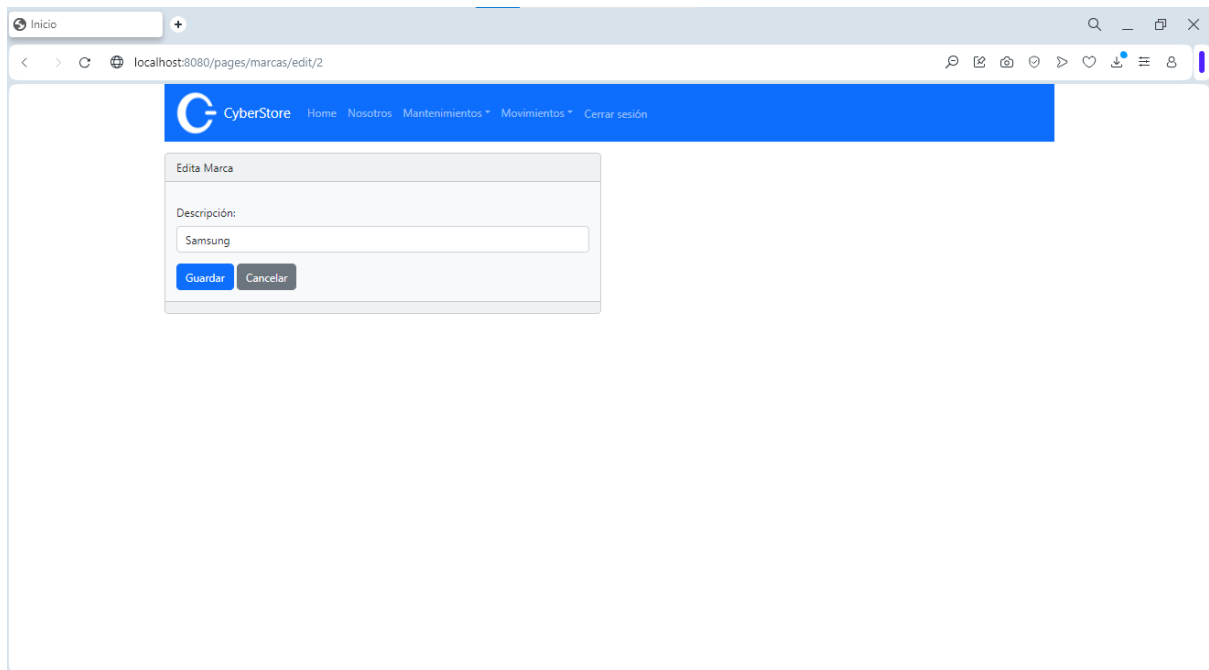 Inicio
localhost:8080/pages/marcas/edit/2
CyberStore Home Nosotros Mantenimientos Movimientos Cerrar sesión
Edita Marca
Descripción:
Samsung
Guardar Cancelar